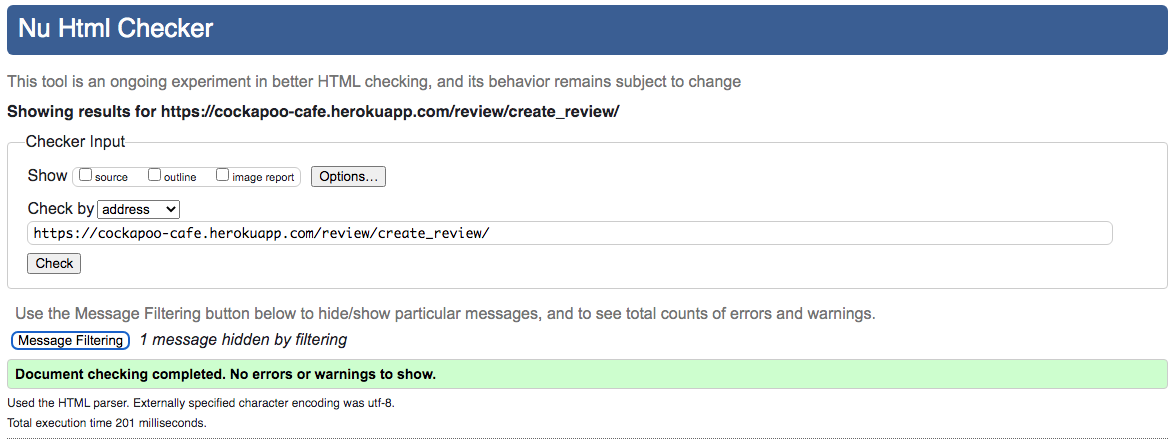 Nu Html Checker
This tool is an ongoing experiment in better HTML checking, and its behavior remains subject to change
Showing results for https://cockapoo-cafe.herokuapp.com/review/create_review/
Checker Input
Show source outline image report Options...
Check by address
https://cockapoo-cafe.herokuapp.com/review/create_review/
Check
Use the Message Filtering button below to hide/show particular messages, and to see total counts of errors and warnings.
Message Filtering 1 message hidden by filtering
Document checking completed. No errors or warnings to show.
Used the HTML parser. Externally specified character encoding was utf-8.
Total execution time 201 milliseconds.